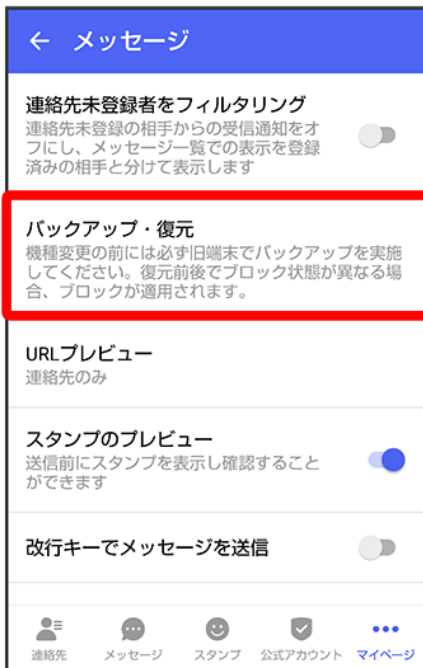 ← メッセージ
連絡先未登録者をフィルタリング
連絡先未登録の相手からの受信通知をオ
フにし、メッセージ一覧での表示を登録
済みの相手と分けて表示します
バックアップ・復元
機種変更の前には必ず旧端末でバックアップを実施
してください。復元前後でブロック状態が異なる場
合、ブロックが適用されます。
URLプレビュー
連絡先のみ
スタンプのプレビュー
送信前にスタンプを表示し確認すること
ができます
改行キーでメッセージを送信
連絡先 メッセージ スタンプ 公式アカウント マイページ